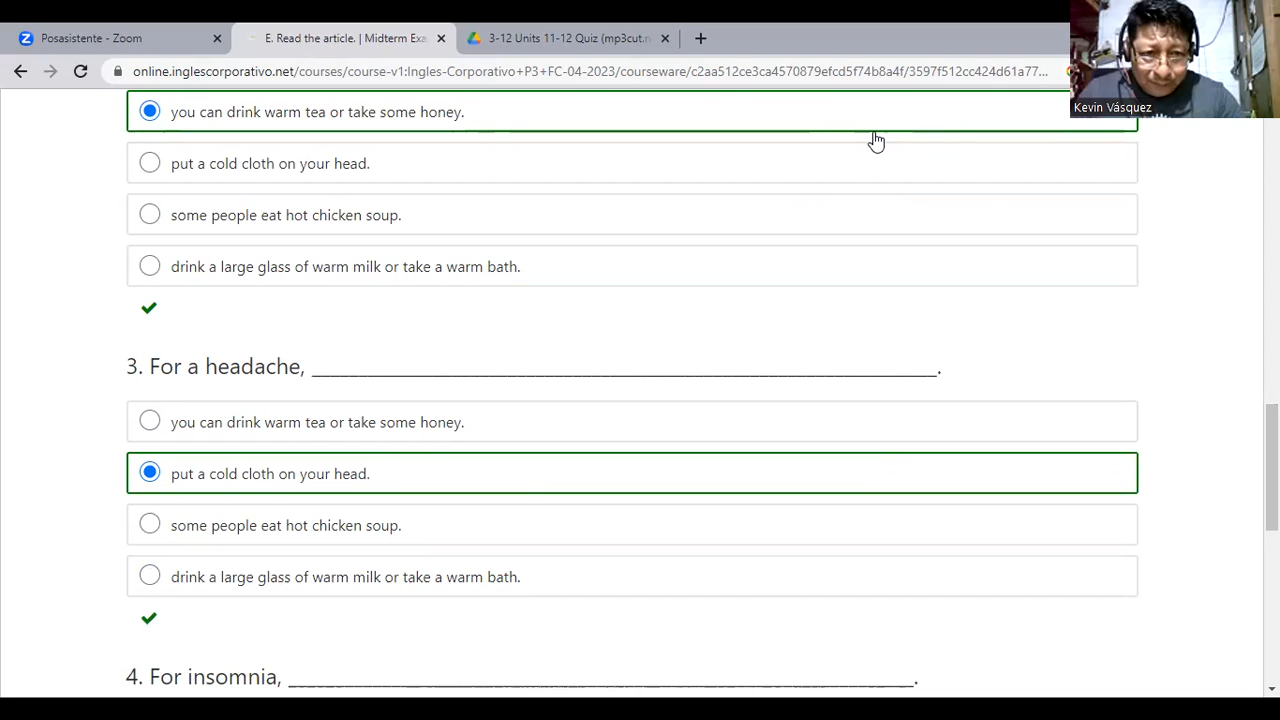 Posasistente - Zoom
E. Read the article. | Midterm Exa
3-12 Units 11-12 Quiz (mp3cut.n
online.inglescorporativo.net/courses/course-v1:Ingles-Corporativo+P3+FC-04-2023/courseware/c2aa512ce3ca4570879efcd5f74b8a4f/3597f512cc424d61a77...
Kevin Vásquez
you can drink warm tea or take some honey.
put a cold cloth on your head.
some people eat hot chicken soup.
drink a large glass of warm milk or take a warm bath.
3. For a headache, ______________________________.
you can drink warm tea or take some honey.
put a cold cloth on your head.
some people eat hot chicken soup.
drink a large glass of warm milk or take a warm bath.
4. For insomnia, ______________________________.